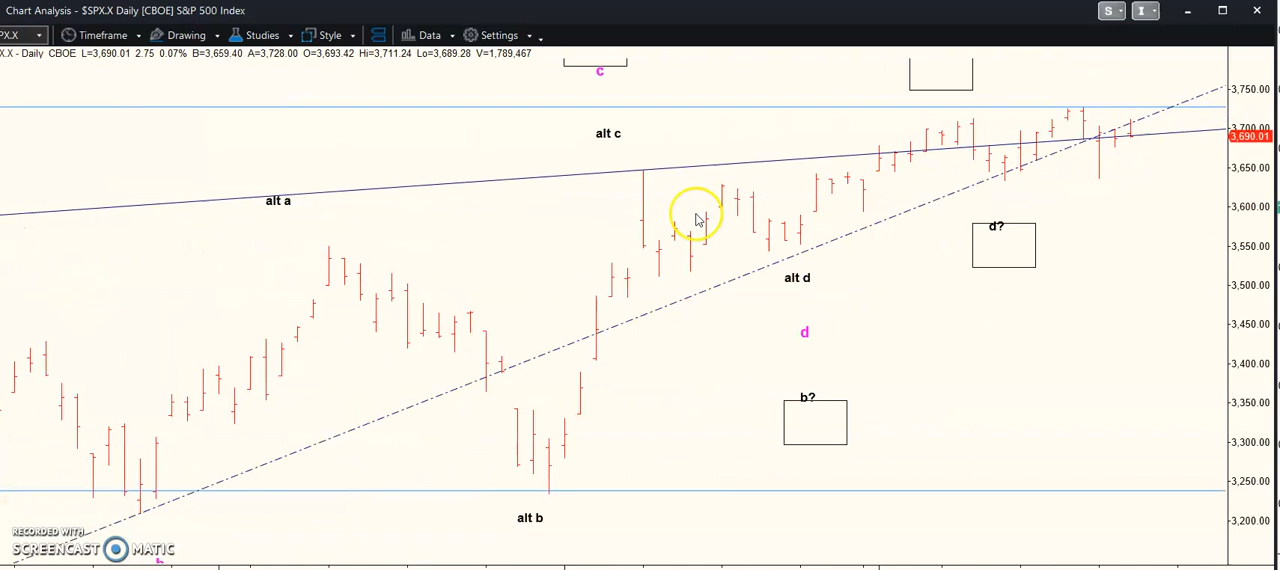 Chart Analysis - $SPX.X Daily [CBOE] S&P 500 Index
S I
PX.X Timeframe Drawing Studies Style Data Settings
X.X - Daily CBOE L=3,690.01 2.75 0.07% B=3,659.40 A=3,728.00 O=3,693.42 Hi=3,711.24 Lo=3,689.28 V=1,789,467
c
3,750.00
alt c
3,700.00
3,690.01
3,650.00
alt a
3,600.00
d?
3,550.00
alt d
3,500.00
d
3,450.00
3,400.00
b?
3,350.00
3,300.00
3,250.00
alt b
3,200.00
RECORDED WITH
SCREENCAST MATIC
b